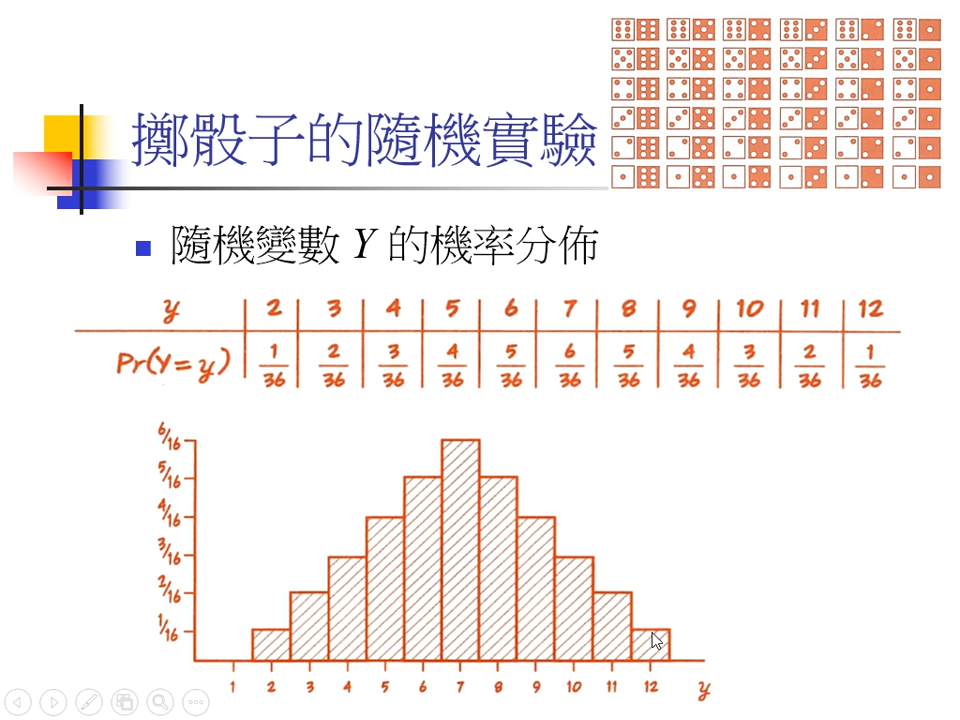 擲骰子的隨機實驗
隨機變數 Y 的機率分佈
y 2 3 4 5 6 7 8 9 10 11 12
Pr(Y=y) 1/36 2/36 3/36 4/36 5/36 6/36 5/36 4/36 3/36 2/36 1/36
6/16
5/16
4/16
3/16
2/16
1/16
1 2 3 4 5 6 7 8 9 10 11 12 y